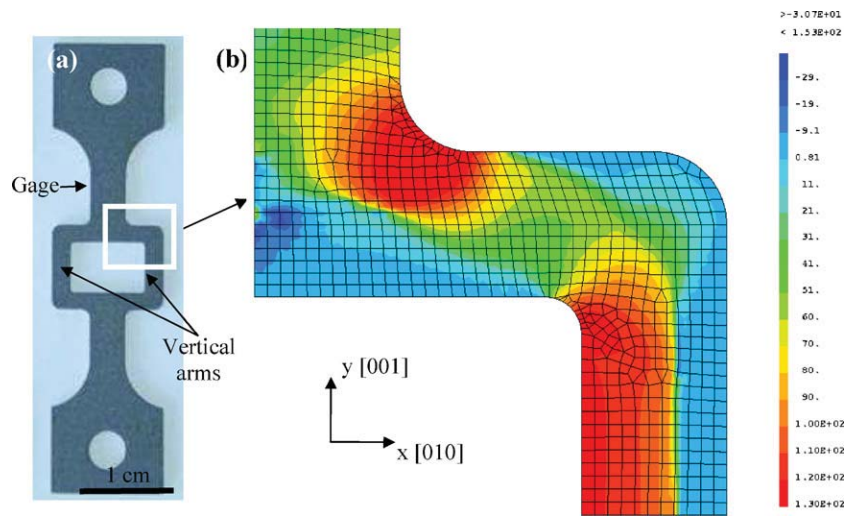 (a)
Gage
Vertical
arms
1 cm
(b)
y [001]
x [010]
>-3.07E+01
< 1.53E+02
-29.
-19.
-9.1
0.81
11.
21.
31.
41.
51.
60.
70.
80.
90.
1.00E+02
1.10E+02
1.20E+02
1.30E+02